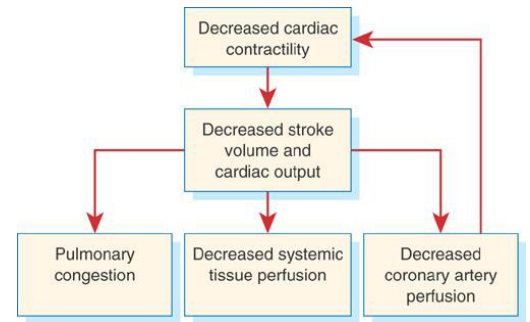 Decreased cardiac
contractility
Decreased stroke
volume and
cardiac output
Pulmonary
congestion
Decreased systemic
tissue perfusion
Decreased
coronary artery
perfusion